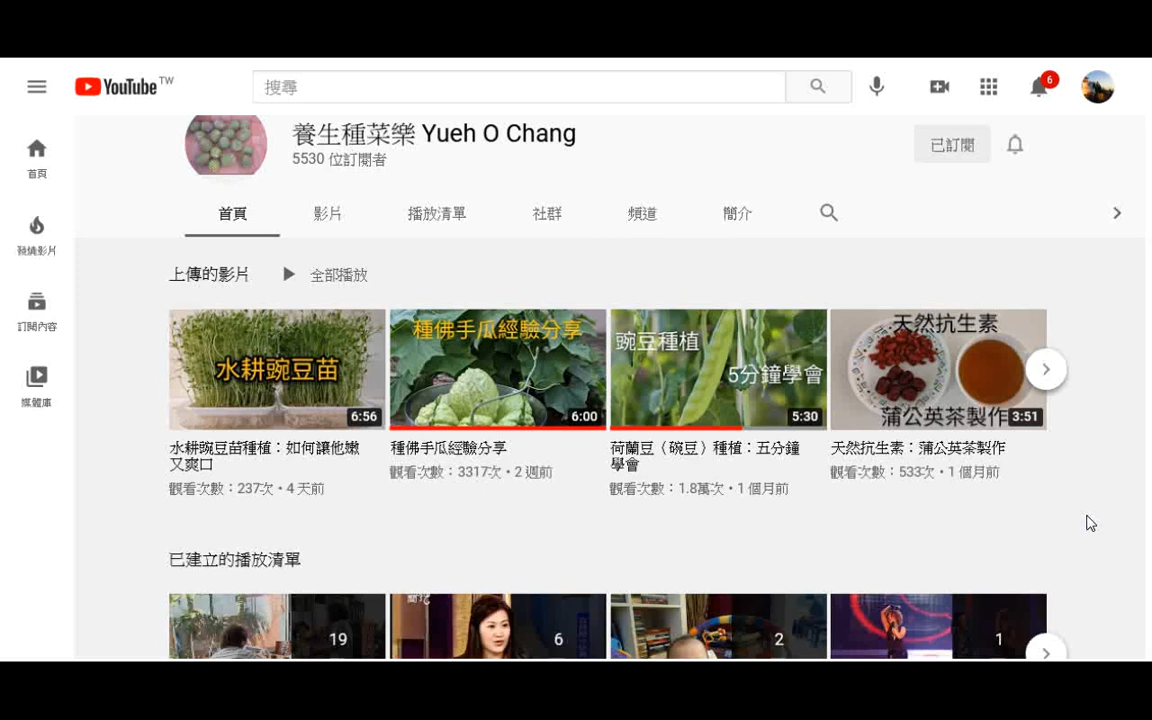 YouTube TW
搜尋
6
首頁
發燒影片
訂閱內容
媒體庫
養生種菜樂 Yueh O Chang
5530 位訂閱者
已訂閱
首頁 影片 播放清單 社群 頻道 簡介
上傳的影片 全部播放
水耕豌豆苗
6:56
水耕豌豆苗種植：如何讓他嫩
又爽口
觀看次數：237次・4 天前
種佛手瓜經驗分享
6:00
種佛手瓜經驗分享
觀看次數：3317次・2 週前
豌豆種植
5分鐘學會
5:30
荷蘭豆（碗豆）種植：五分鐘
學會
觀看次數：1.8萬次・1 個月前
天然抗生素
蒲公英茶製作
3:51
天然抗生素：蒲公英茶製作
觀看次數：533次・1 個月前
已建立的播放清單
19
6
2
1